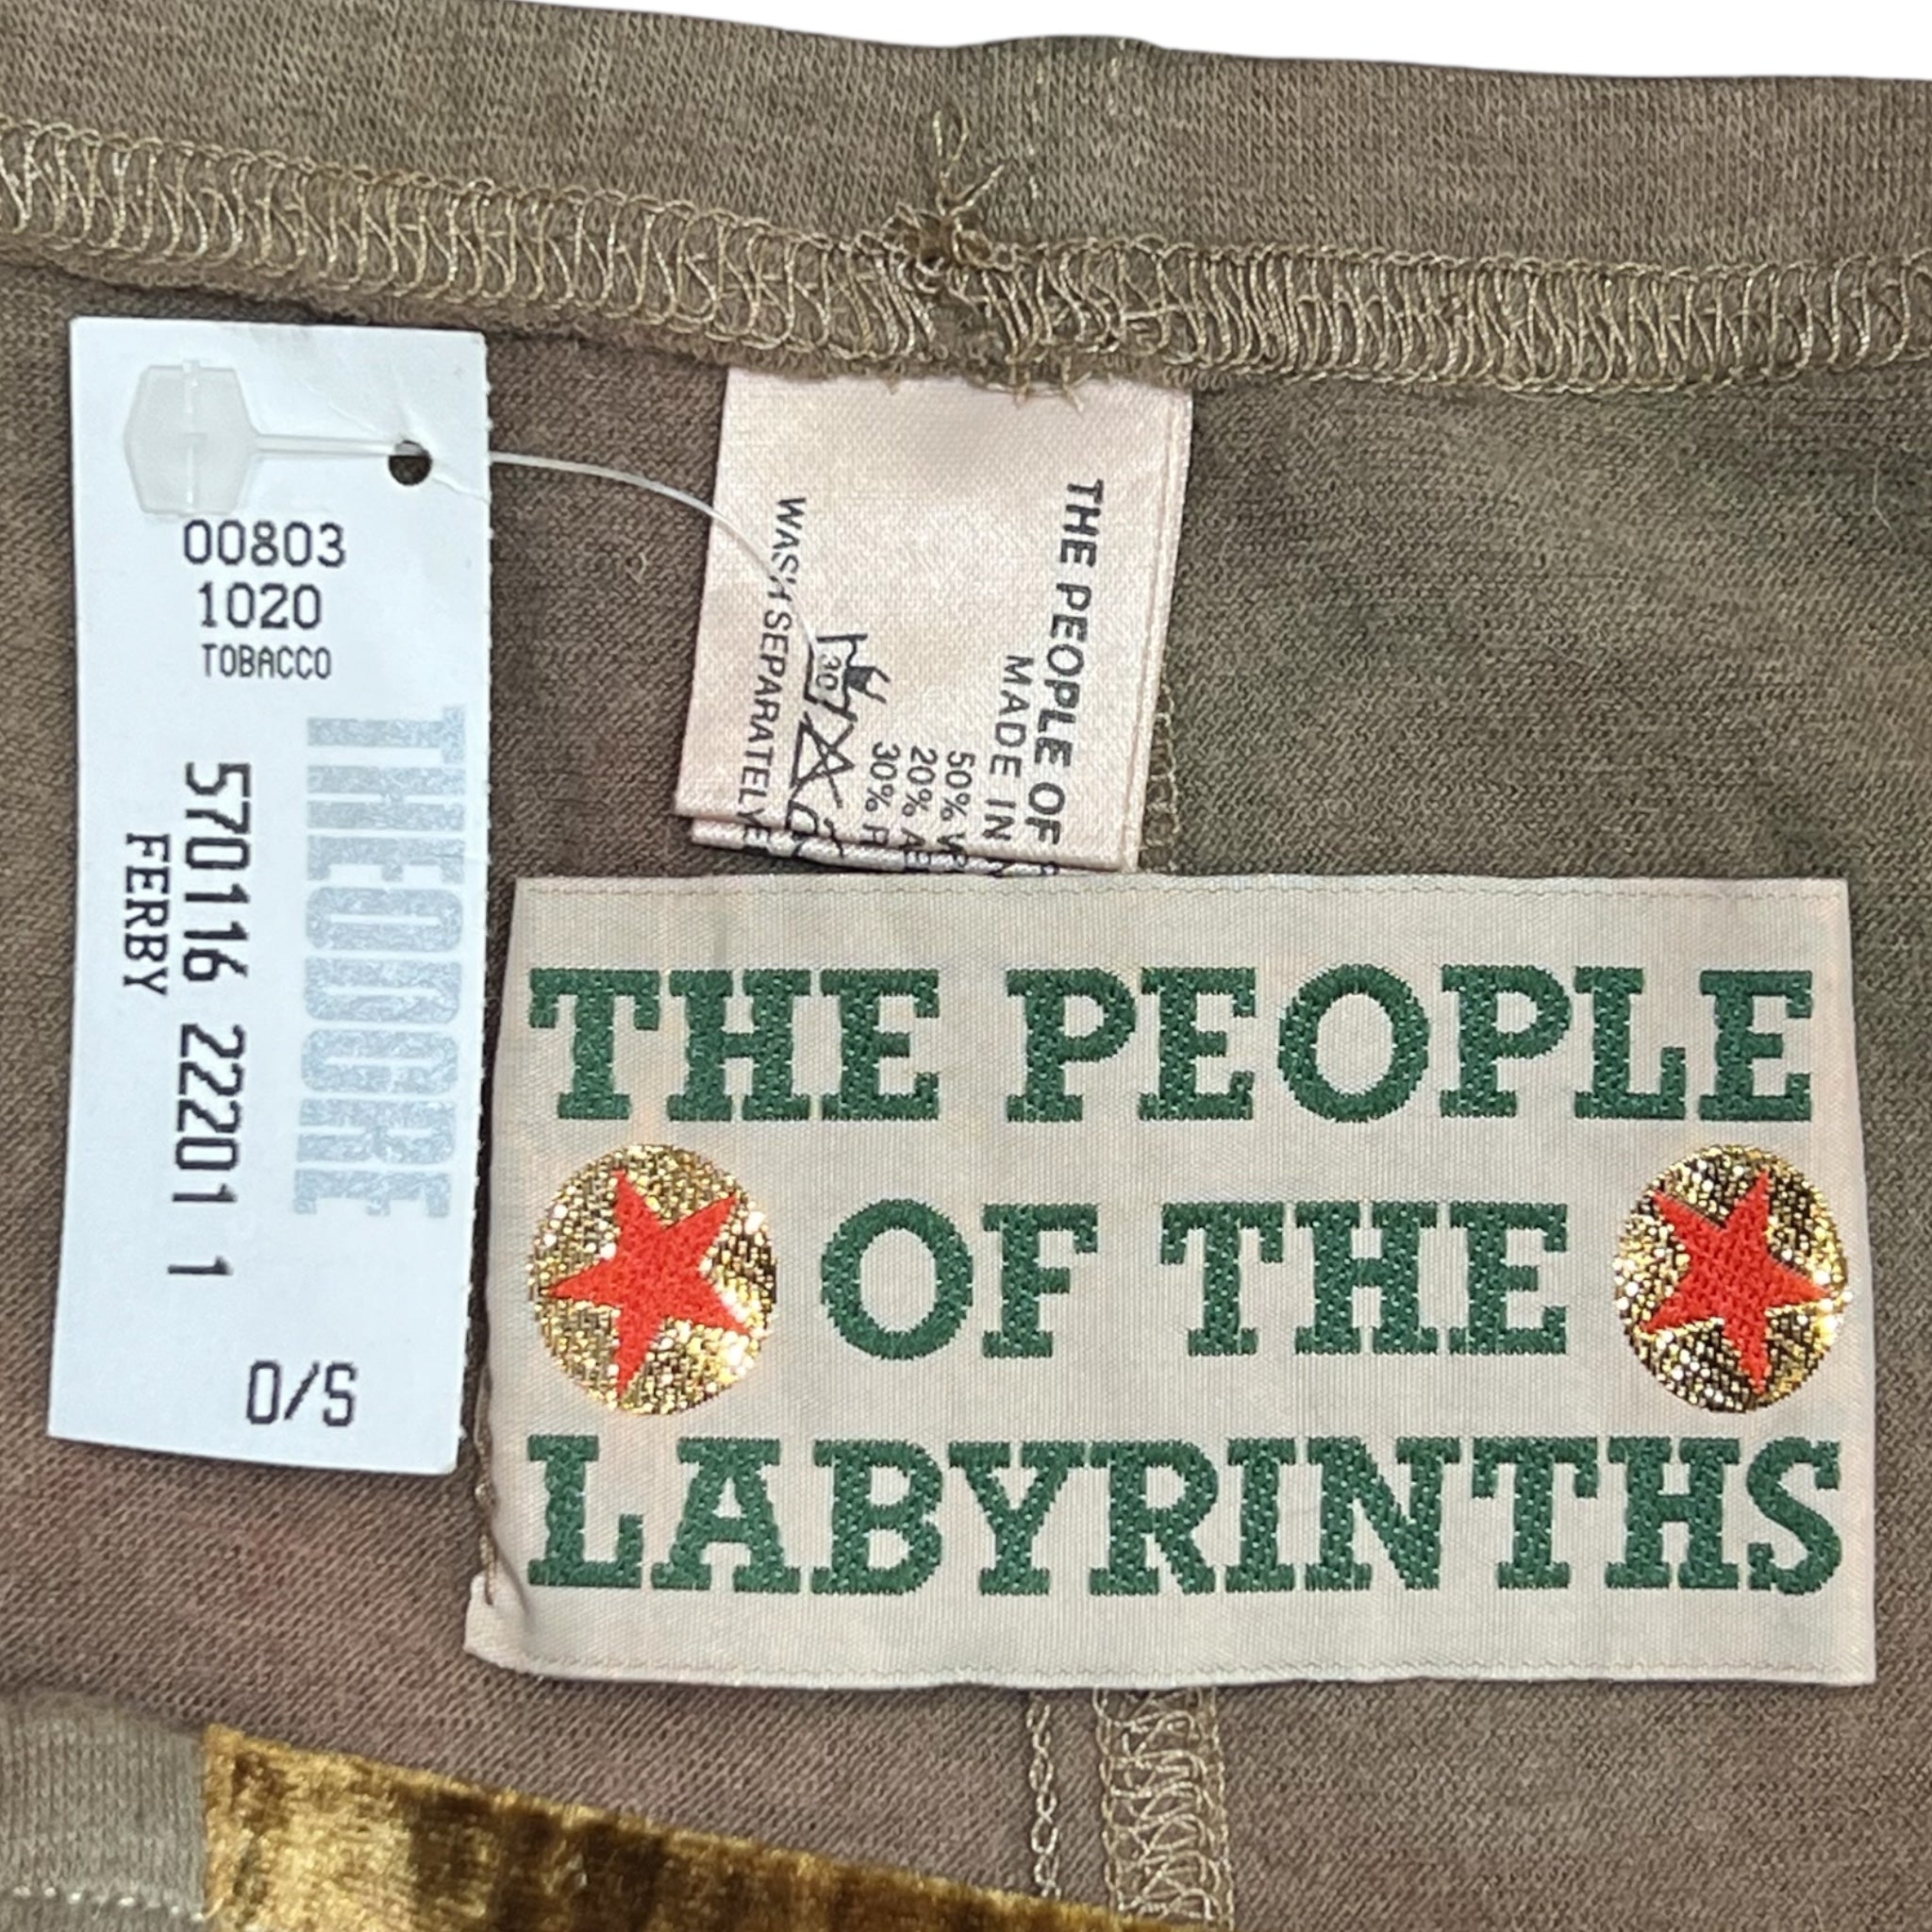 00803
1020
TOBACCO
THEODORE
570116 22201 1
FERBY
O/S
THE PEOPLE OF
MADE IN
50%
20%
30%
30
WASH SEPARATELY
THE PEOPLE
OF THE
LABYRINTHS